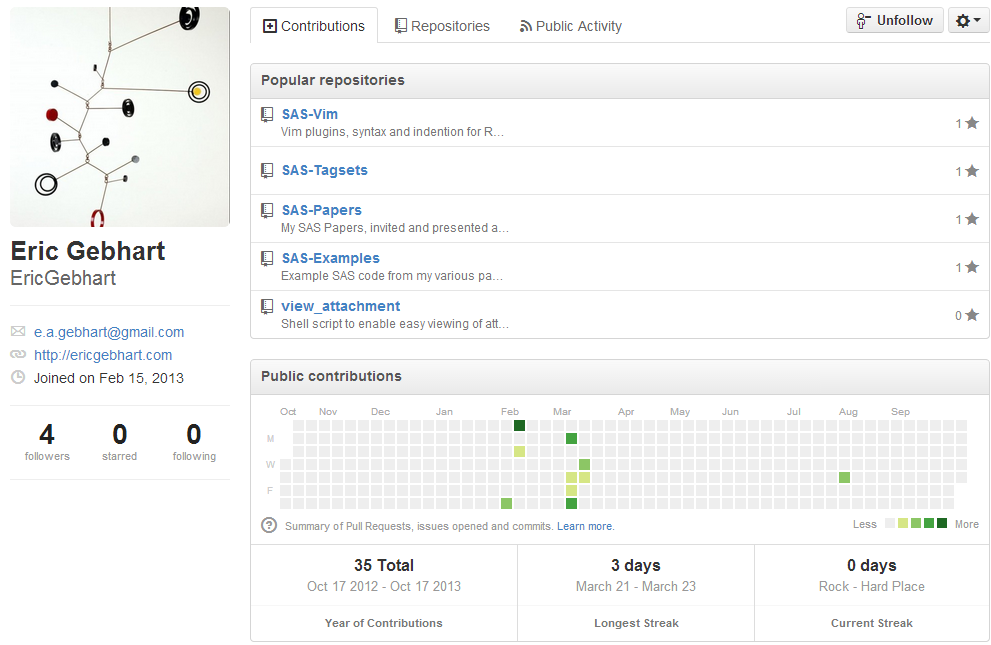 Contributions
Repositories
Public Activity
Unfollow
Eric Gebhart
EricGebhart
e.a.gebhart@gmail.com
http://ericgebhart.com
Joined on Feb 15, 2013
4 0 0
followers starred following
Popular repositories
SAS-Vim
Vim plugins, syntax and indention for R...
1
SAS-Tagsets
1
SAS-Papers
My SAS Papers, invited and presented a...
1
SAS-Examples
Example SAS code from my various pa...
1
view_attachment
Shell script to enable easy viewing of att...
0
Public contributions
Oct Nov Dec Jan Feb Mar Apr May Jun Jul Aug Sep
M
W
F
? Summary of Pull Requests, issues opened and commits. Learn more.
Less More
35 Total
Oct 17 2012 - Oct 17 2013
Year of Contributions
3 days
March 21 - March 23
Longest Streak
0 days
Rock - Hard Place
Current Streak